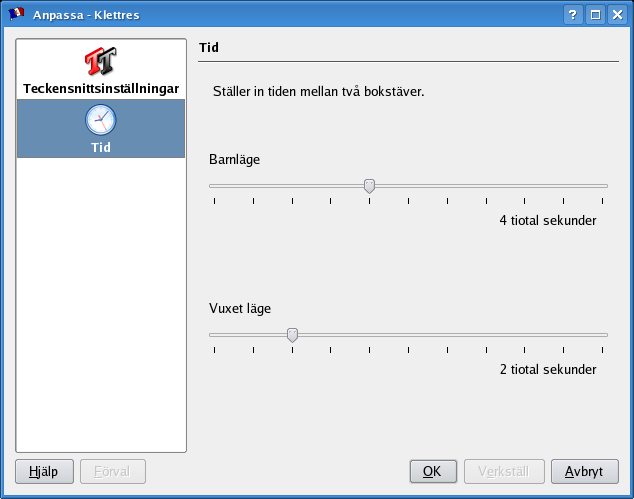 Anpassa - Klettres
Teckensnittsinställningar
Tid
Tid
Ställer in tiden mellan två bokstäver.
Barnläge
4 tiotal sekunder
Vuxet läge
2 tiotal sekunder
Hjälp
Förval
OK
Verkställ
Avbryt